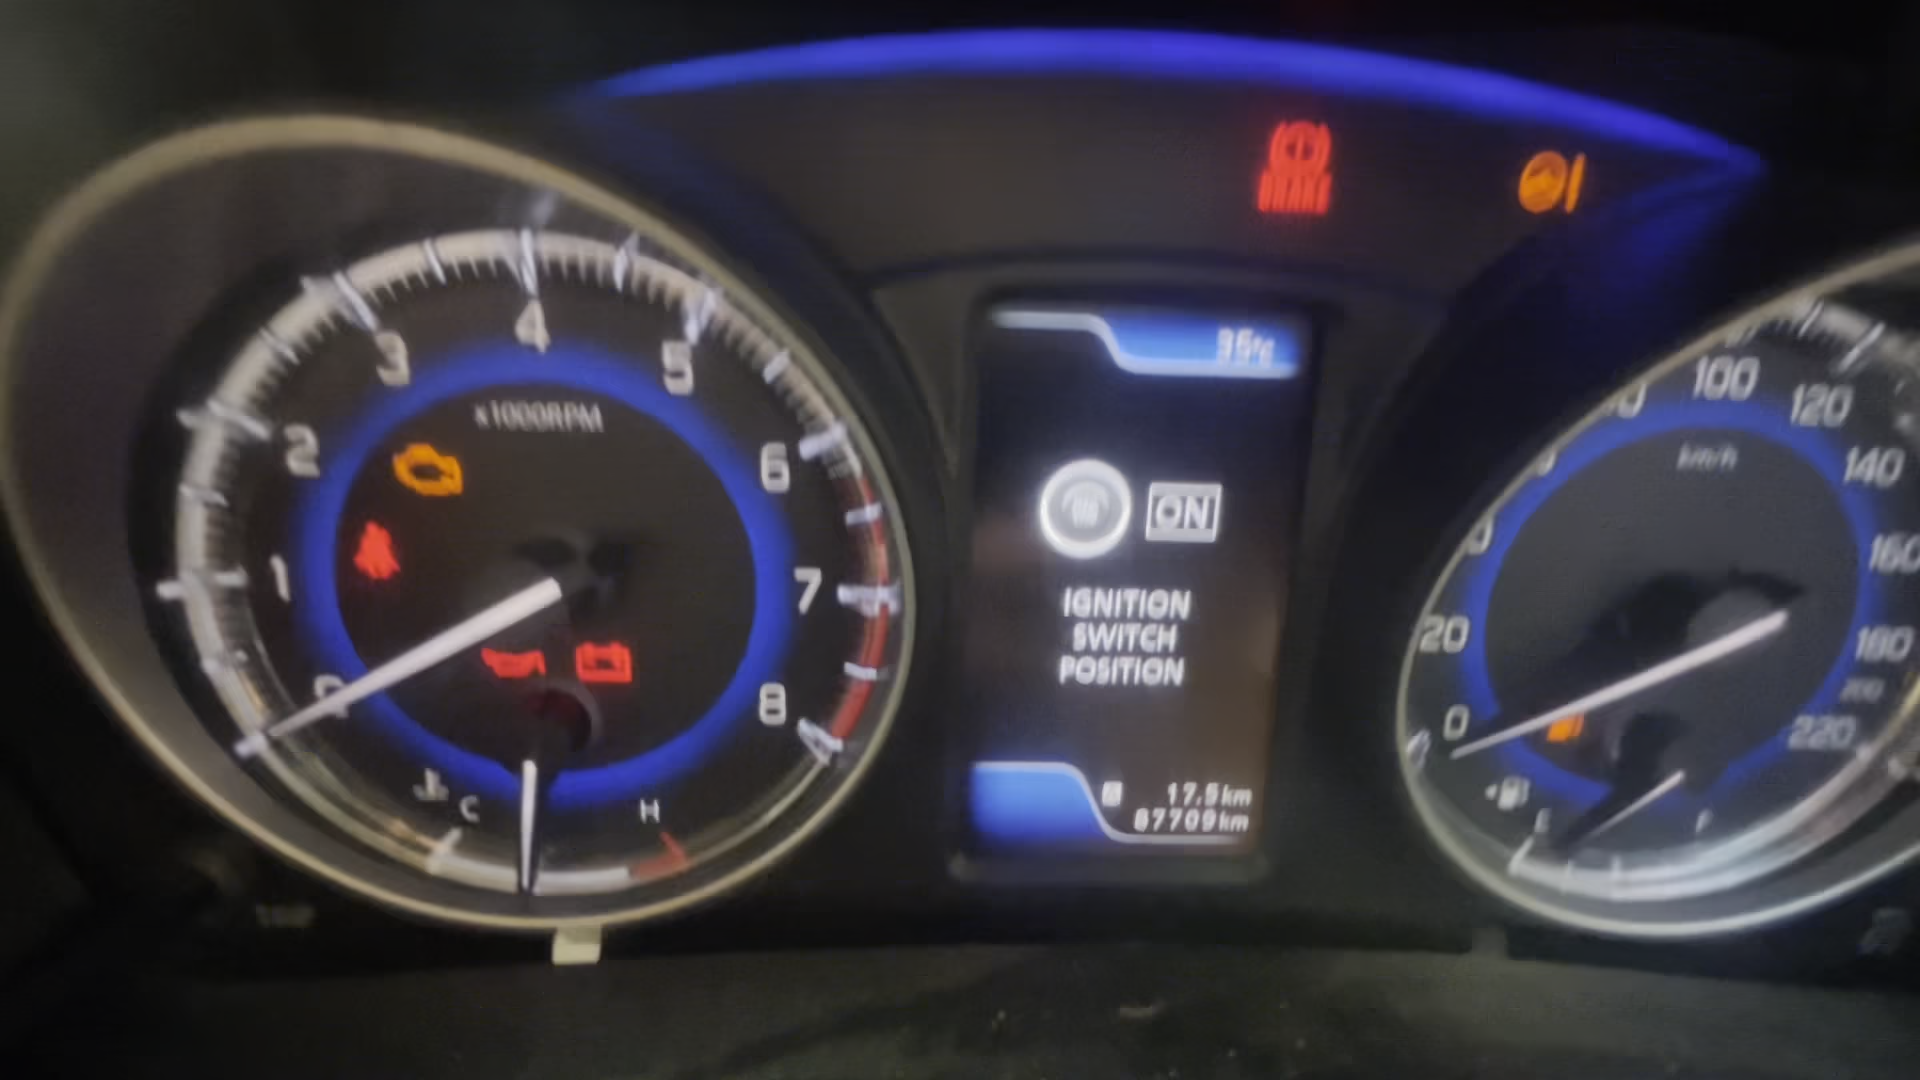 BRAKE
35°C
4
3
5
x1000RPM
2
6
1
7
8
C
H
ON
IGNITION
SWITCH
POSITION
A 17.5km
87709km
100
120
km/h
140
160
20
180
200
0
220
E
F